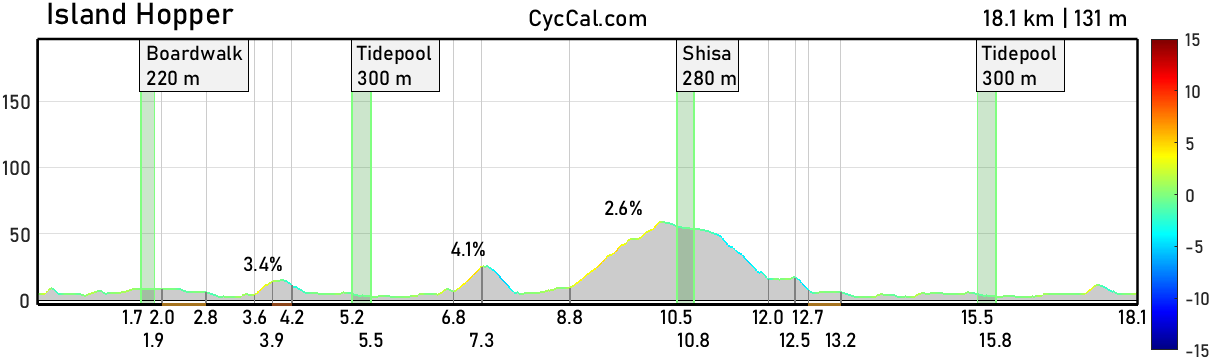 Island Hopper
CycCal.com
18.1 km | 131 m
Boardwalk
220 m
Tidepool
300 m
Shisa
280 m
Tidepool
300 m
150
100
50
0
3.4%
4.1%
2.6%
1.7 2.0 2.8 3.6 4.2 5.2 6.8 8.8 10.5 12.0 12.7 15.5 18.1
1.9 3.9 5.5 7.3 10.8 12.5 13.2 15.8
15
10
5
0
−5
−10
−15